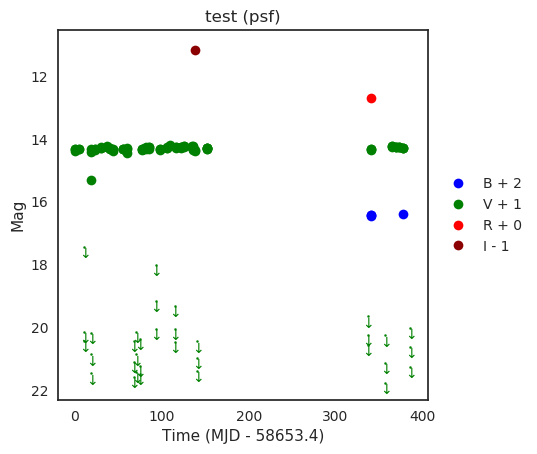 test (psf)
Mag
12
14
16
18
20
22
0
100
200
300
400
Time (MJD - 58653.4)
B + 2
V + 1
R + 0
I - 1